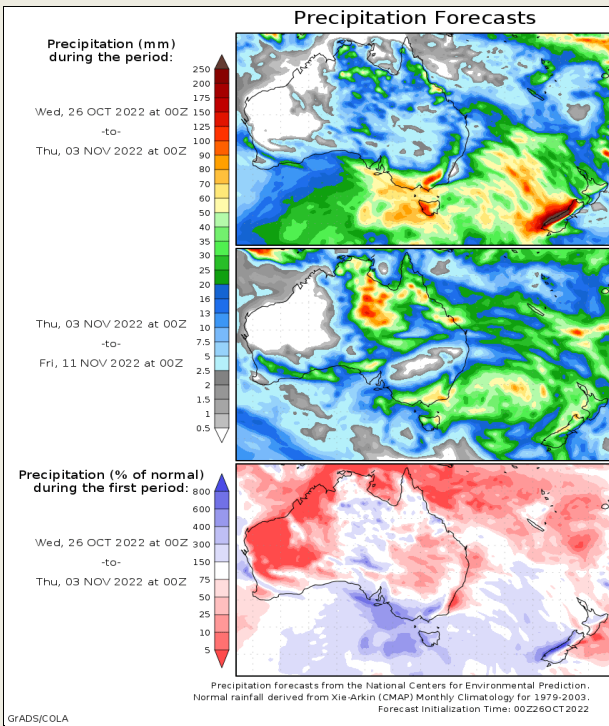 Precipitation Forecasts
Precipitation (mm)
during the period:
Wed, 26 OCT 2022 at 00Z
-to-
Thu, 03 NOV 2022 at 00Z
250
200
175
150
125
100
90
80
70
60
50
40
35
30
25
20
16
13
10
7.5
5
2.5
2
1.5
1
0.5
Thu, 03 NOV 2022 at 00Z
-to-
Fri, 11 NOV 2022 at 00Z
Precipitation (% of normal)
during the first period:
Wed, 26 OCT 2022 at 00Z
-to-
Thu, 03 NOV 2022 at 00Z
800
600
400
300
150
75
50
25
10
5
Precipitation forecasts from the National Centers for Environmental Prediction.
Normal rainfall derived from Xie-Arkin (CMAP) Monthly Climatology for 1979-2003.
Forecast Initialization Time: 00Z26OCT2022
GrADS/COLA